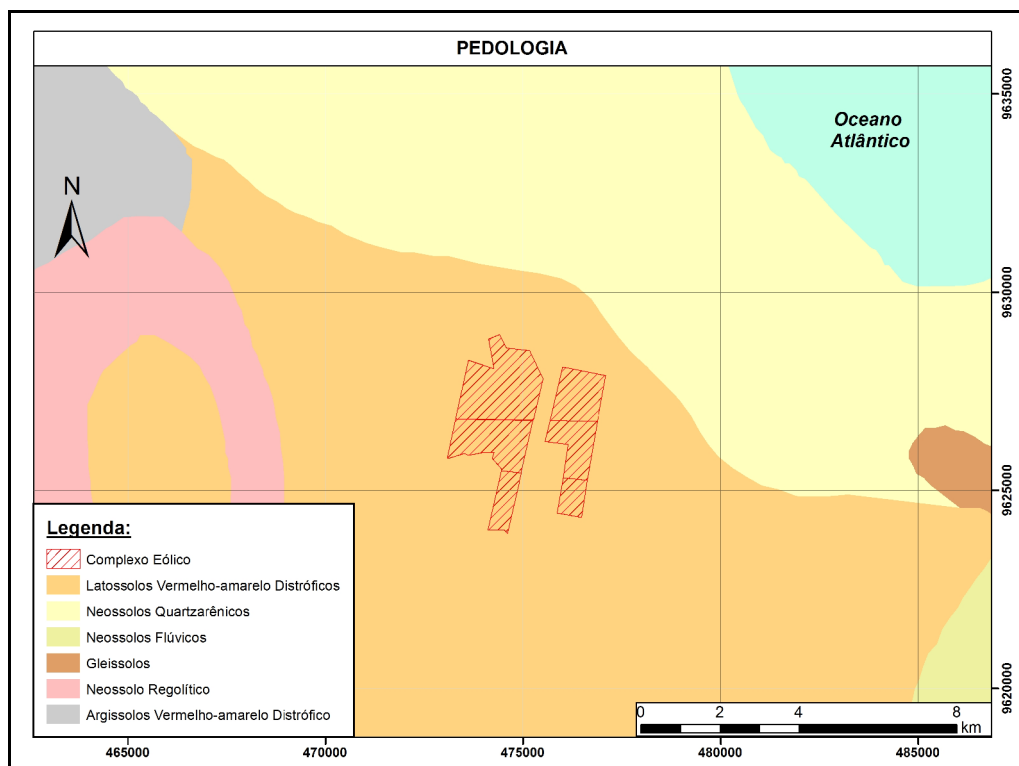 PEDOLOGIA
Oceano
Atlântico
N
9635000
9630000
9625000
9620000
Legenda:
Complexo Eólico
Latossolos Vermelho-amarelo Distróficos
Neossolos Quartzarênicos
Neossolos Flúvicos
Gleissolos
Neossolo Regolítico
Argissolos Vermelho-amarelo Distrófico
0 2 4 8
km
465000 470000 475000 480000 485000